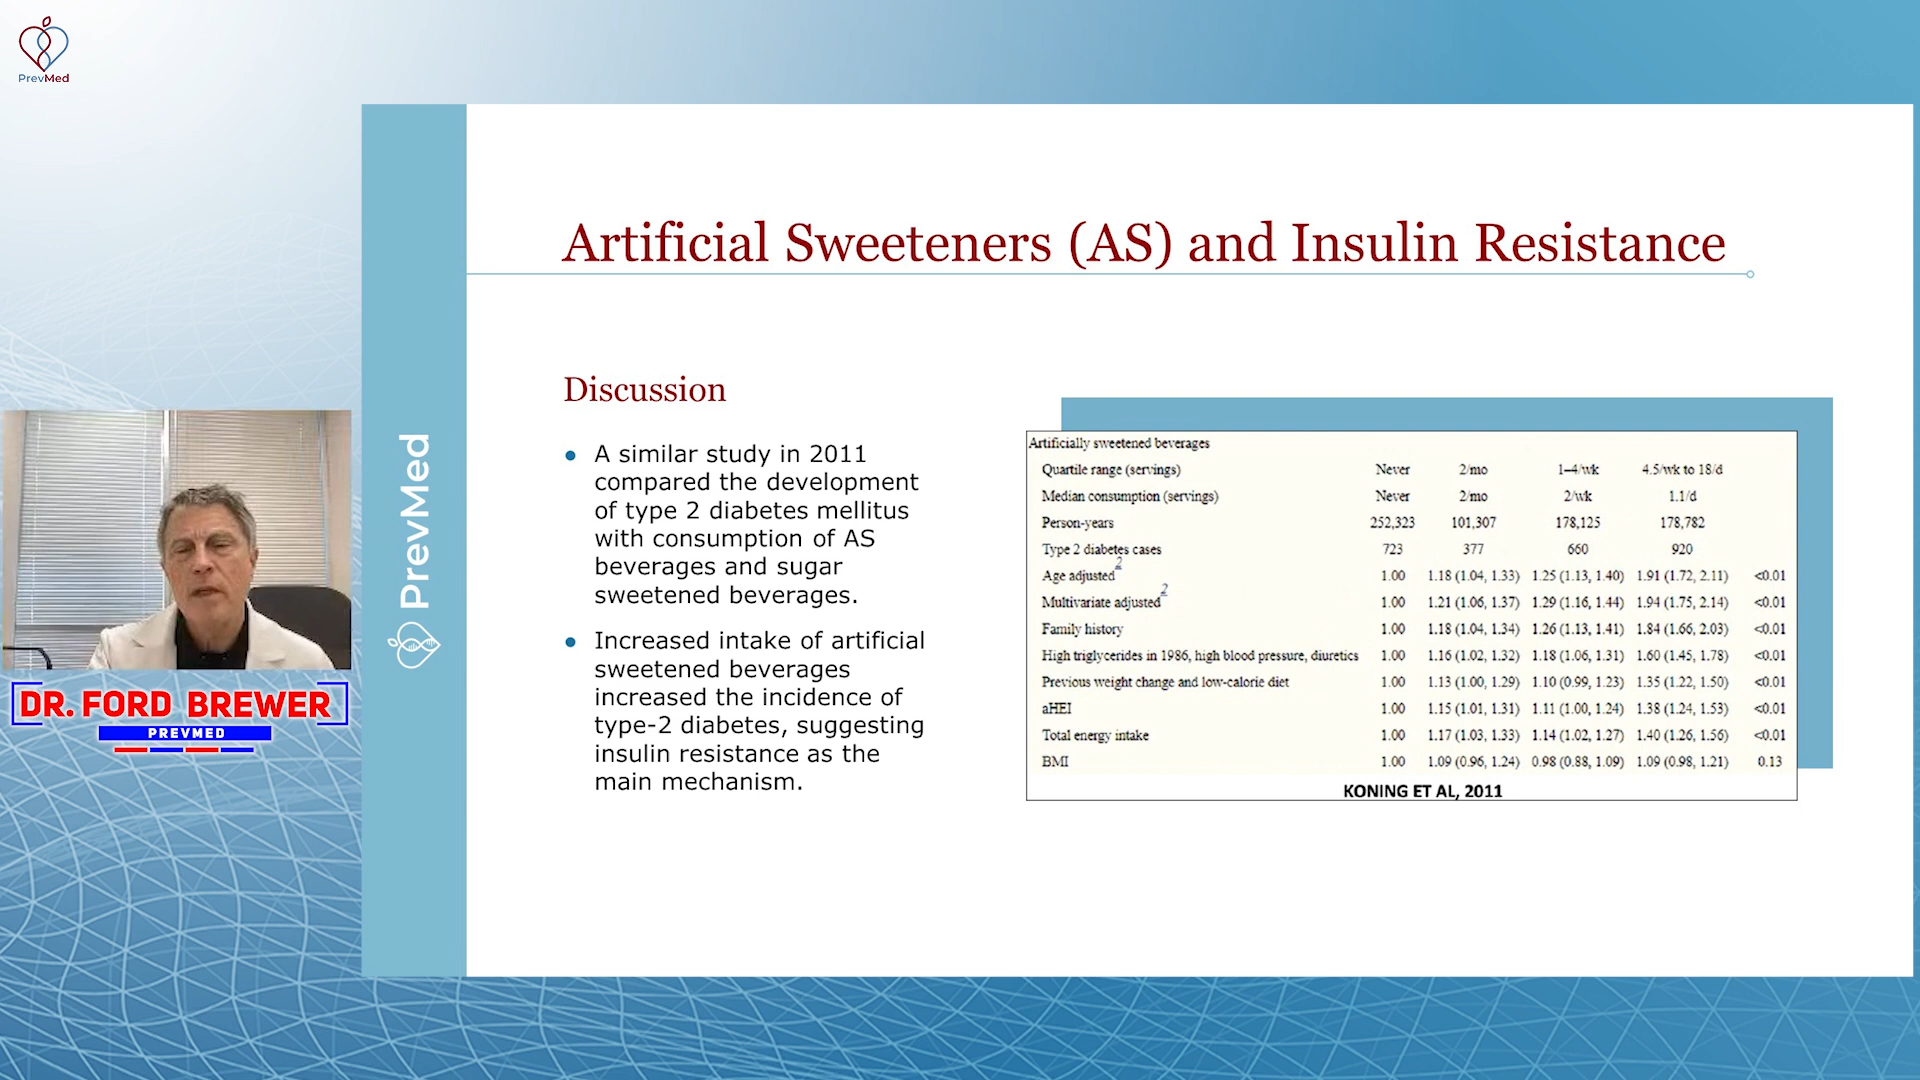 PrevMed
Artificial Sweeteners (AS) and Insulin Resistance
Discussion
• A similar study in 2011
compared the development
of type 2 diabetes mellitus
with consumption of AS
beverages and sugar
sweetened beverages.
• Increased intake of artificial
sweetened beverages
increased the incidence of
type-2 diabetes, suggesting
insulin resistance as the
main mechanism.
Artificially sweetened beverages
Quartile range (servings) Never 2/mo 1–4/wk 4.5/wk to 18/d
Median consumption (servings) Never 2/mo 2/wk 1.1/d
Person-years 252,323 101,307 178,125 178,782
Type 2 diabetes cases 723 377 660 920
Age adjusted2 1.00 1.18 (1.04, 1.33) 1.25 (1.13, 1.40) 1.91 (1.72, 2.11) <0.01
Multivariate adjusted2 1.00 1.21 (1.06, 1.37) 1.29 (1.16, 1.44) 1.94 (1.75, 2.14) <0.01
Family history 1.00 1.18 (1.04, 1.34) 1.26 (1.13, 1.41) 1.84 (1.66, 2.03) <0.01
High triglycerides in 1986, high blood pressure, diuretics 1.00 1.16 (1.02, 1.32) 1.18 (1.06, 1.31) 1.60 (1.45, 1.78) <0.01
Previous weight change and low-calorie diet 1.00 1.13 (1.00, 1.29) 1.10 (0.99, 1.23) 1.35 (1.22, 1.50) <0.01
aHEI 1.00 1.15 (1.01, 1.31) 1.11 (1.00, 1.24) 1.38 (1.24, 1.53) <0.01
Total energy intake 1.00 1.17 (1.03, 1.33) 1.14 (1.02, 1.27) 1.40 (1.26, 1.56) <0.01
BMI 1.00 1.09 (0.96, 1.24) 0.98 (0.88, 1.09) 1.09 (0.98, 1.21) 0.13
KONING ET AL, 2011
PrevMed
DR. FORD BREWER
PREVMED